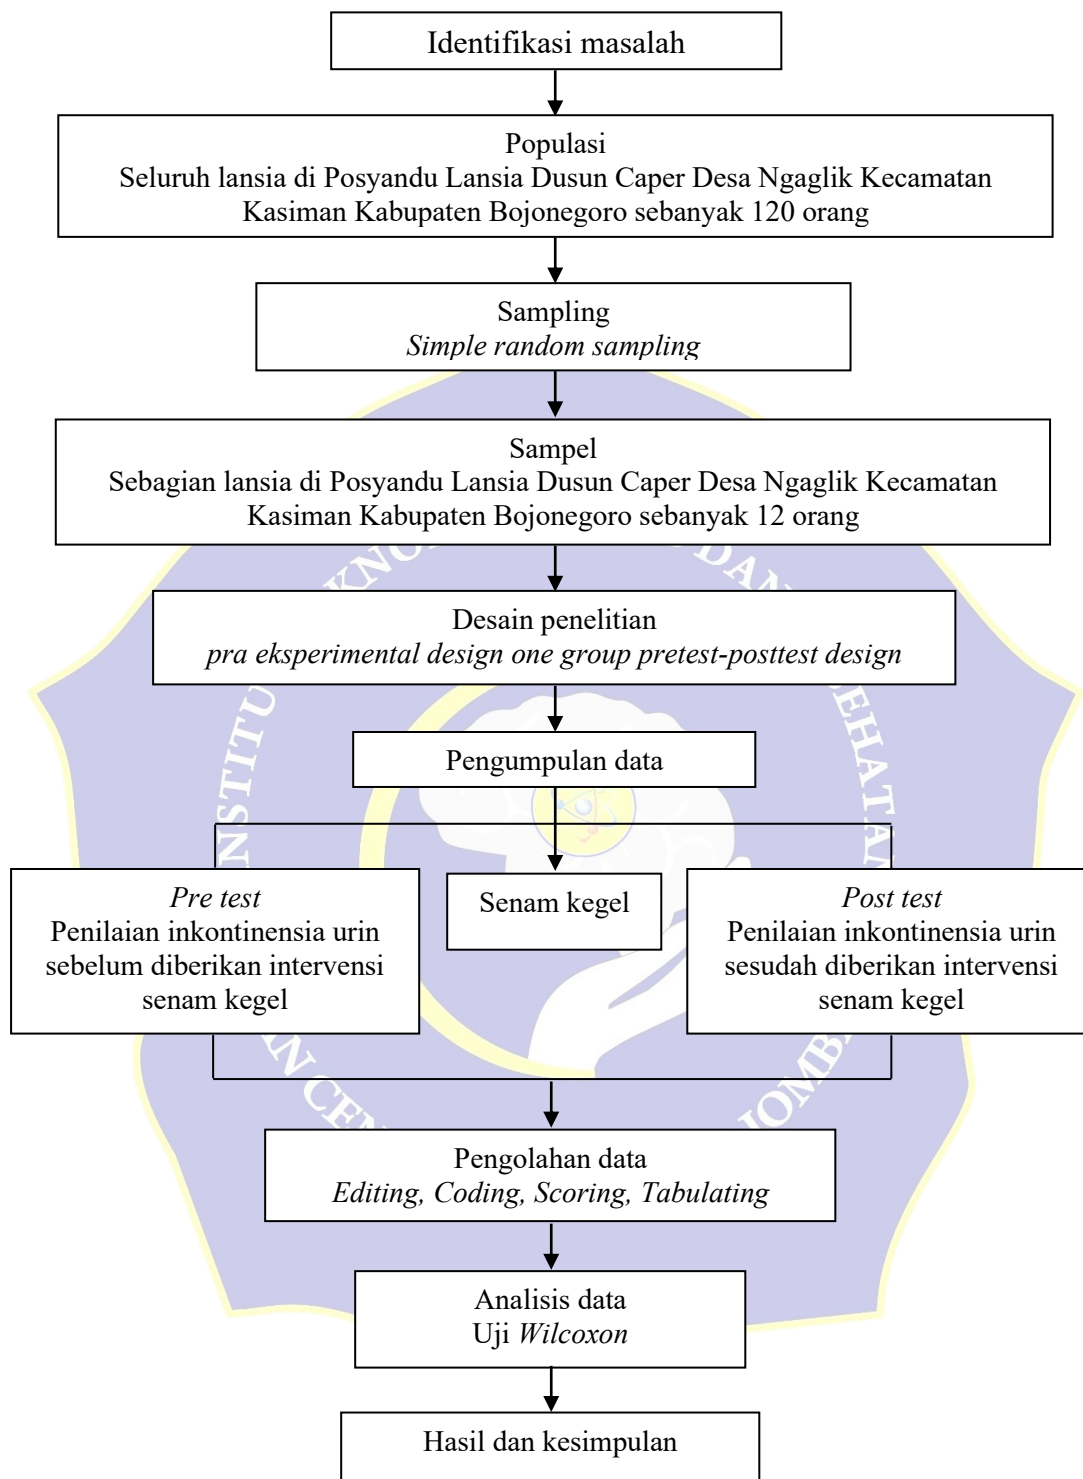 Identifikasi masalah
Populasi
Seluruh lansia di Posyandu Lansia Dusun Caper Desa Ngaglik Kecamatan
Kasiman Kabupaten Bojonegoro sebanyak 120 orang
Sampling
Simple random sampling
Sampel
Sebagian lansia di Posyandu Lansia Dusun Caper Desa Ngaglik Kecamatan
Kasiman Kabupaten Bojonegoro sebanyak 12 orang
DAN
Desain penelitian
pra eksperimental design one group pretest-posttest design
Pengumpulan data
Pre test
Penilaian inkontinensia urin
sebelum diberikan intervensi
senam kegel
Senam kegel
Post test
Penilaian inkontinensia urin
sesudah diberikan intervensi
senam kegel
Pengolahan data
Editing, Coding, Scoring, Tabulating
Analisis data
Uji Wilcoxon
Hasil dan kesimpulan